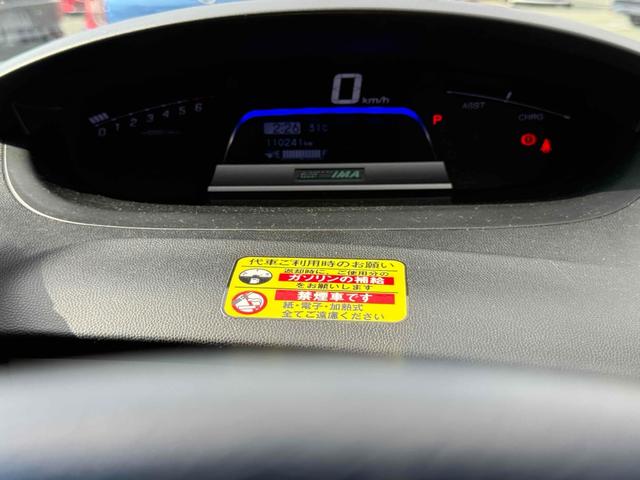 0 km/h
0 1 2 3 4 5 6
ASST
CHRG
P
2:26 31℃
110241 km
E F
IMA
代車ご利用時のお願い
返却時に、ご使用分の
ガソリンの補給
をお願いします
禁煙車です
紙・電子・加熱式
全てご遠慮ください